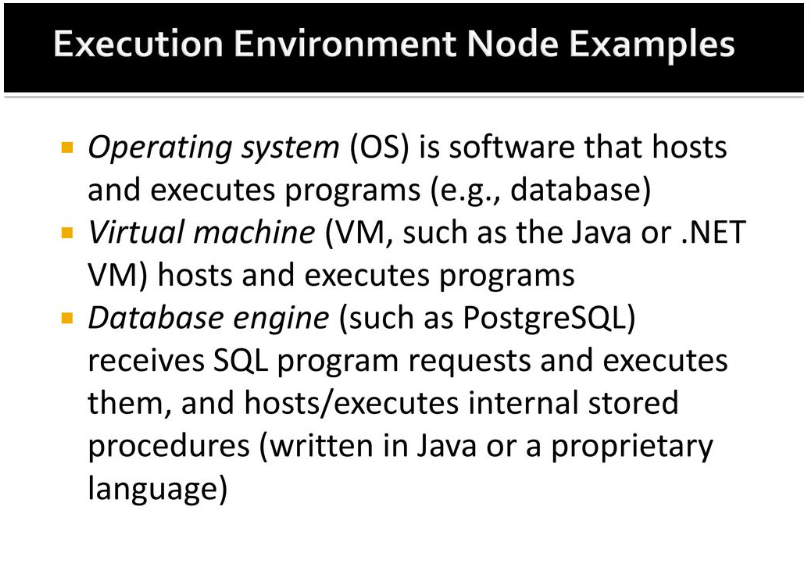 Execution Environment Node Examples
Operating system (OS) is software that hosts
and executes programs (e.g., database)
Virtual machine (VM, such as the Java or .NET
VM) hosts and executes programs
Database engine (such as PostgreSQL)
receives SQL program requests and executes
them, and hosts/executes internal stored
procedures (written in Java or a proprietary
language)